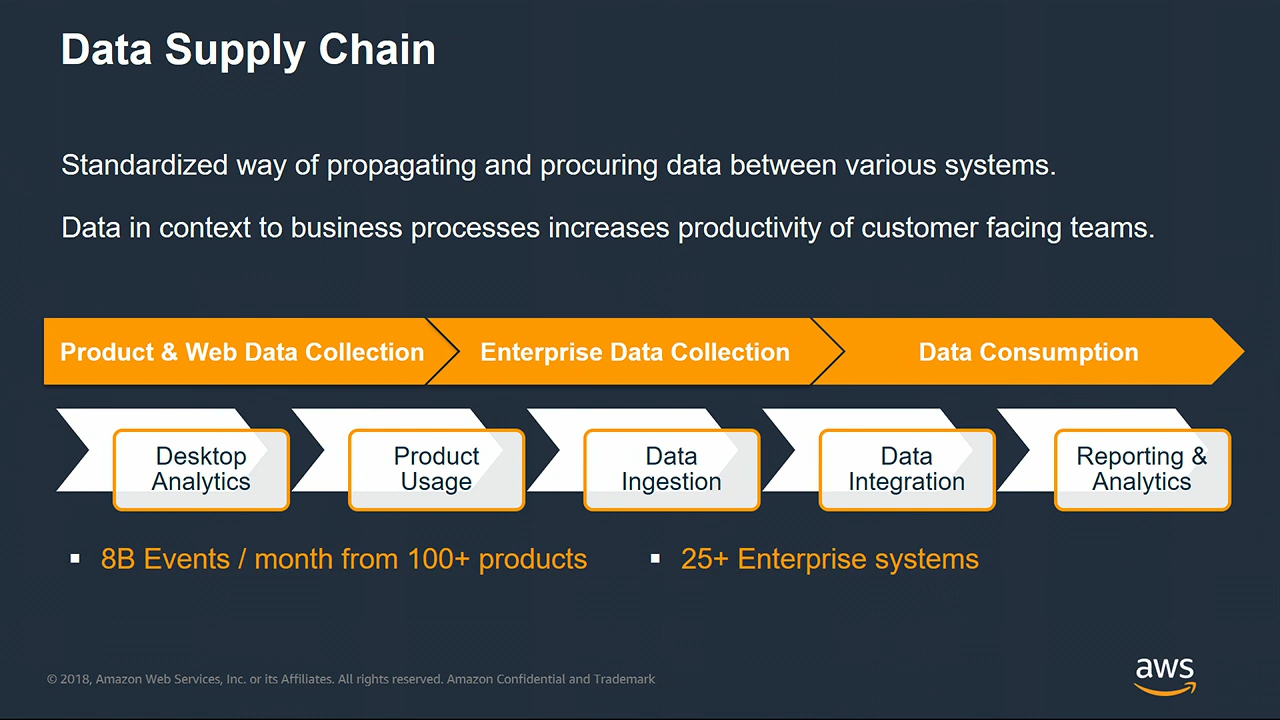 Data Supply Chain
Standardized way of propagating and procuring data between various systems.
Data in context to business processes increases productivity of customer facing teams.
Product & Web Data Collection
Enterprise Data Collection
Data Consumption
Desktop
Analytics
Product
Usage
Data
Ingestion
Data
Integration
Reporting &
Analytics
▪ 8B Events / month from 100+ products
▪ 25+ Enterprise systems
© 2018, Amazon Web Services, Inc. or its Affiliates. All rights reserved. Amazon Confidential and Trademark
aws